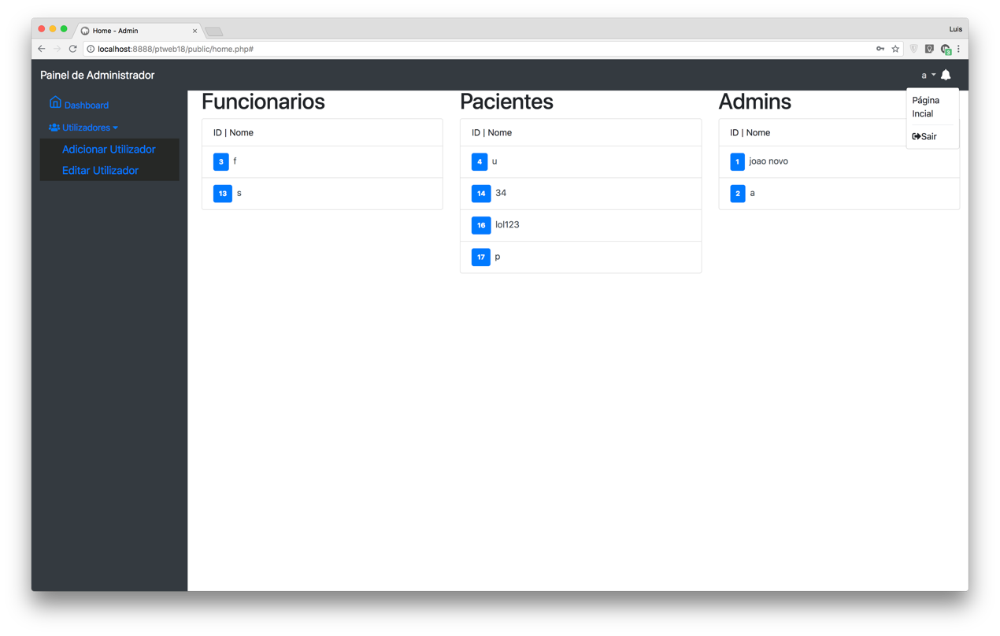 Home - Admin
Luis
localhost:8888/ptweb18/public/home.php#
3
Painel de Administrador
a
Página
Incial
Sair
Dashboard
Utilizadores
Adicionar Utilizador
Editar Utilizador
Funcionarios
ID | Nome
3 f
13 s
Pacientes
ID | Nome
4 u
14 34
16 lol123
17 p
Admins
ID | Nome
1 joao novo
2 a